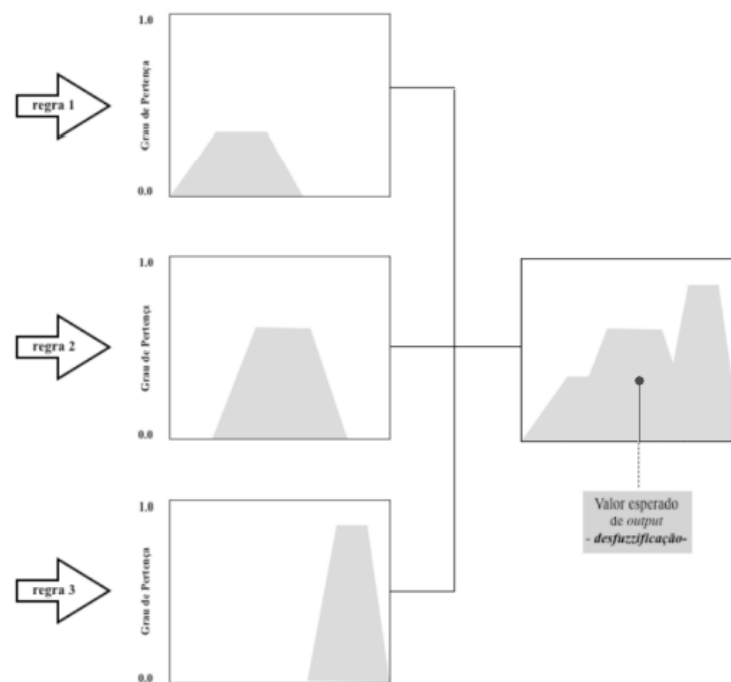 1.0
regra 1
Grau de Pertença
0.0
1.0
regra 2
Grau de Pertença
0.0
1.0
regra 3
Grau de Pertença
0.0
Valor esperado
de output
- desfuzzificação-